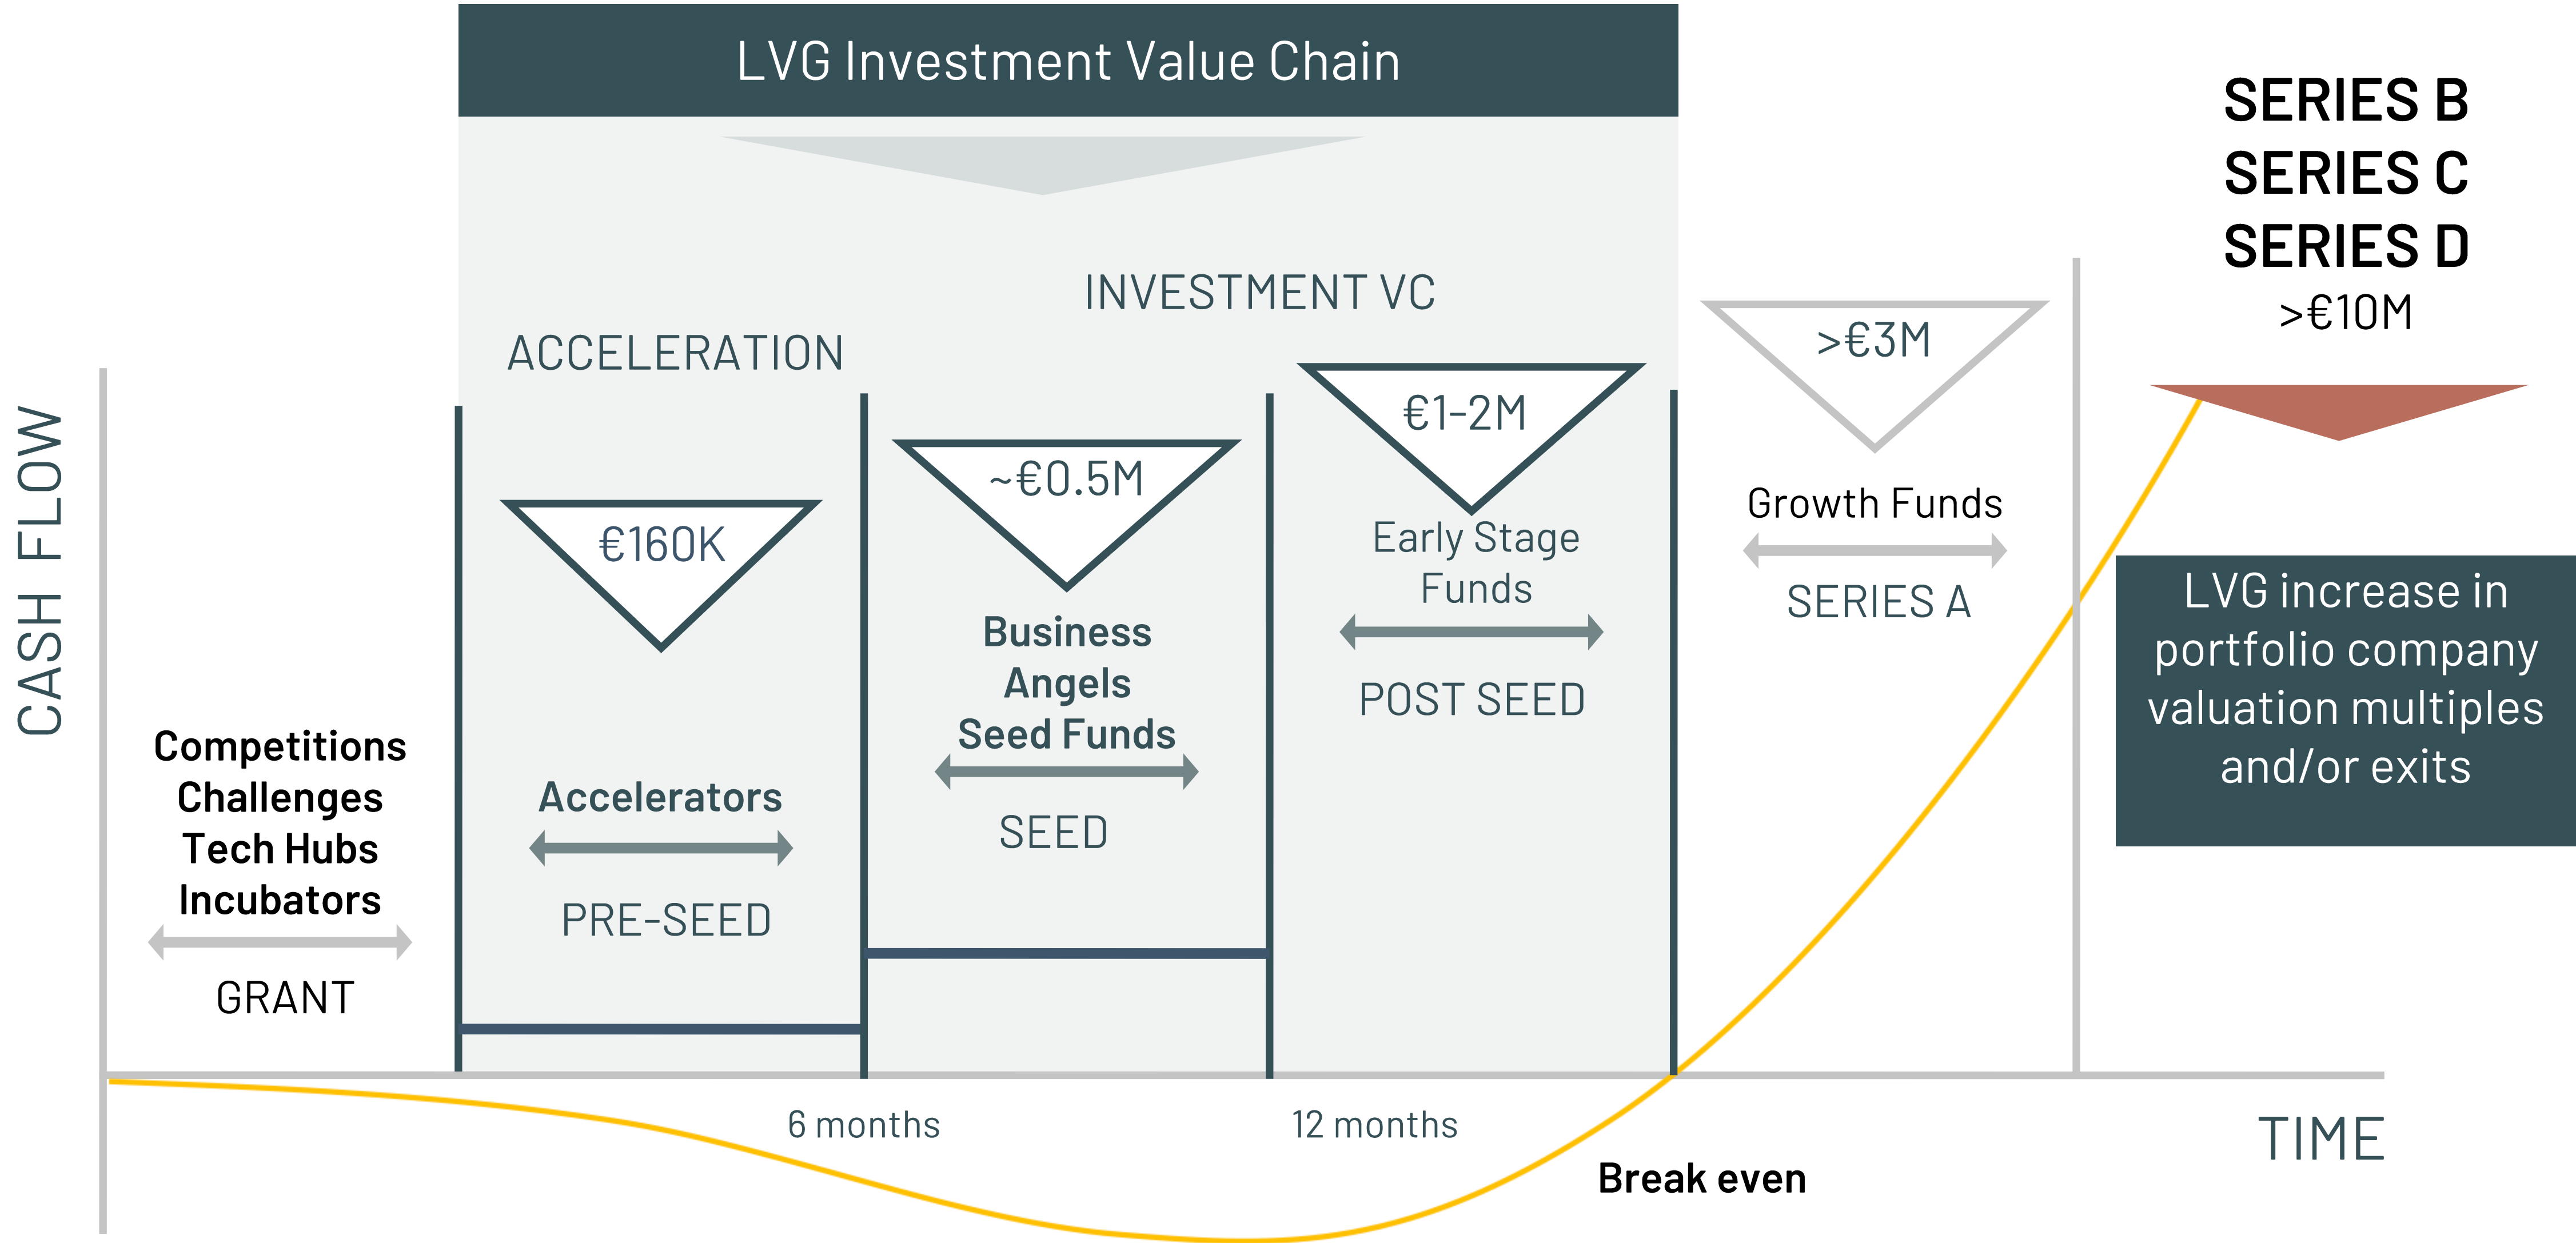 LVG Investment Value Chain
SERIES B
SERIES C
SERIES D
>€10M
INVESTMENT VC
ACCELERATION
CASH FLOW
Competitions
Challenges
Tech Hubs
Incubators
GRANT
€160K
Accelerators
PRE-SEED
~€0.5M
Business
Angels
Seed Funds
SEED
€1-2M
Early Stage
Funds
POST SEED
>€3M
Growth Funds
SERIES A
LVG increase in
portfolio company
valuation multiples
and/or exits
6 months
12 months
Break even
TIME